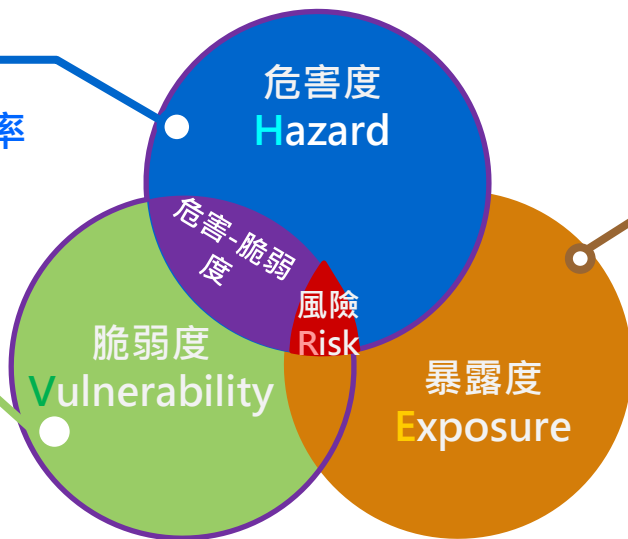 危害度
Hazard
率
危害-脆弱
度
風險
Risk
脆弱度
Vulnerability
暴露度
Exposure